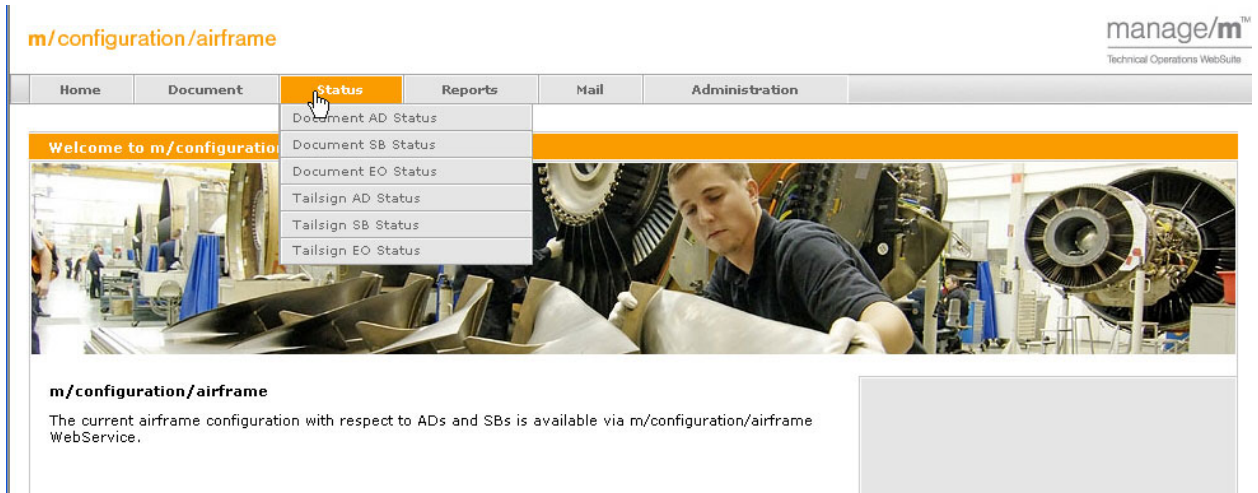 m/configuration/airframe
manage/m™
Technical Operations WebSuite
Home Document Status Reports Mail Administration
Document AD Status
Welcome to m/configuratio
Document SB Status
Document EO Status
Tailsign AD Status
Tailsign SB Status
Tailsign EO Status
m/configuration/airframe
The current airframe configuration with respect to ADs and SBs is available via m/configuration/airframe
WebService.